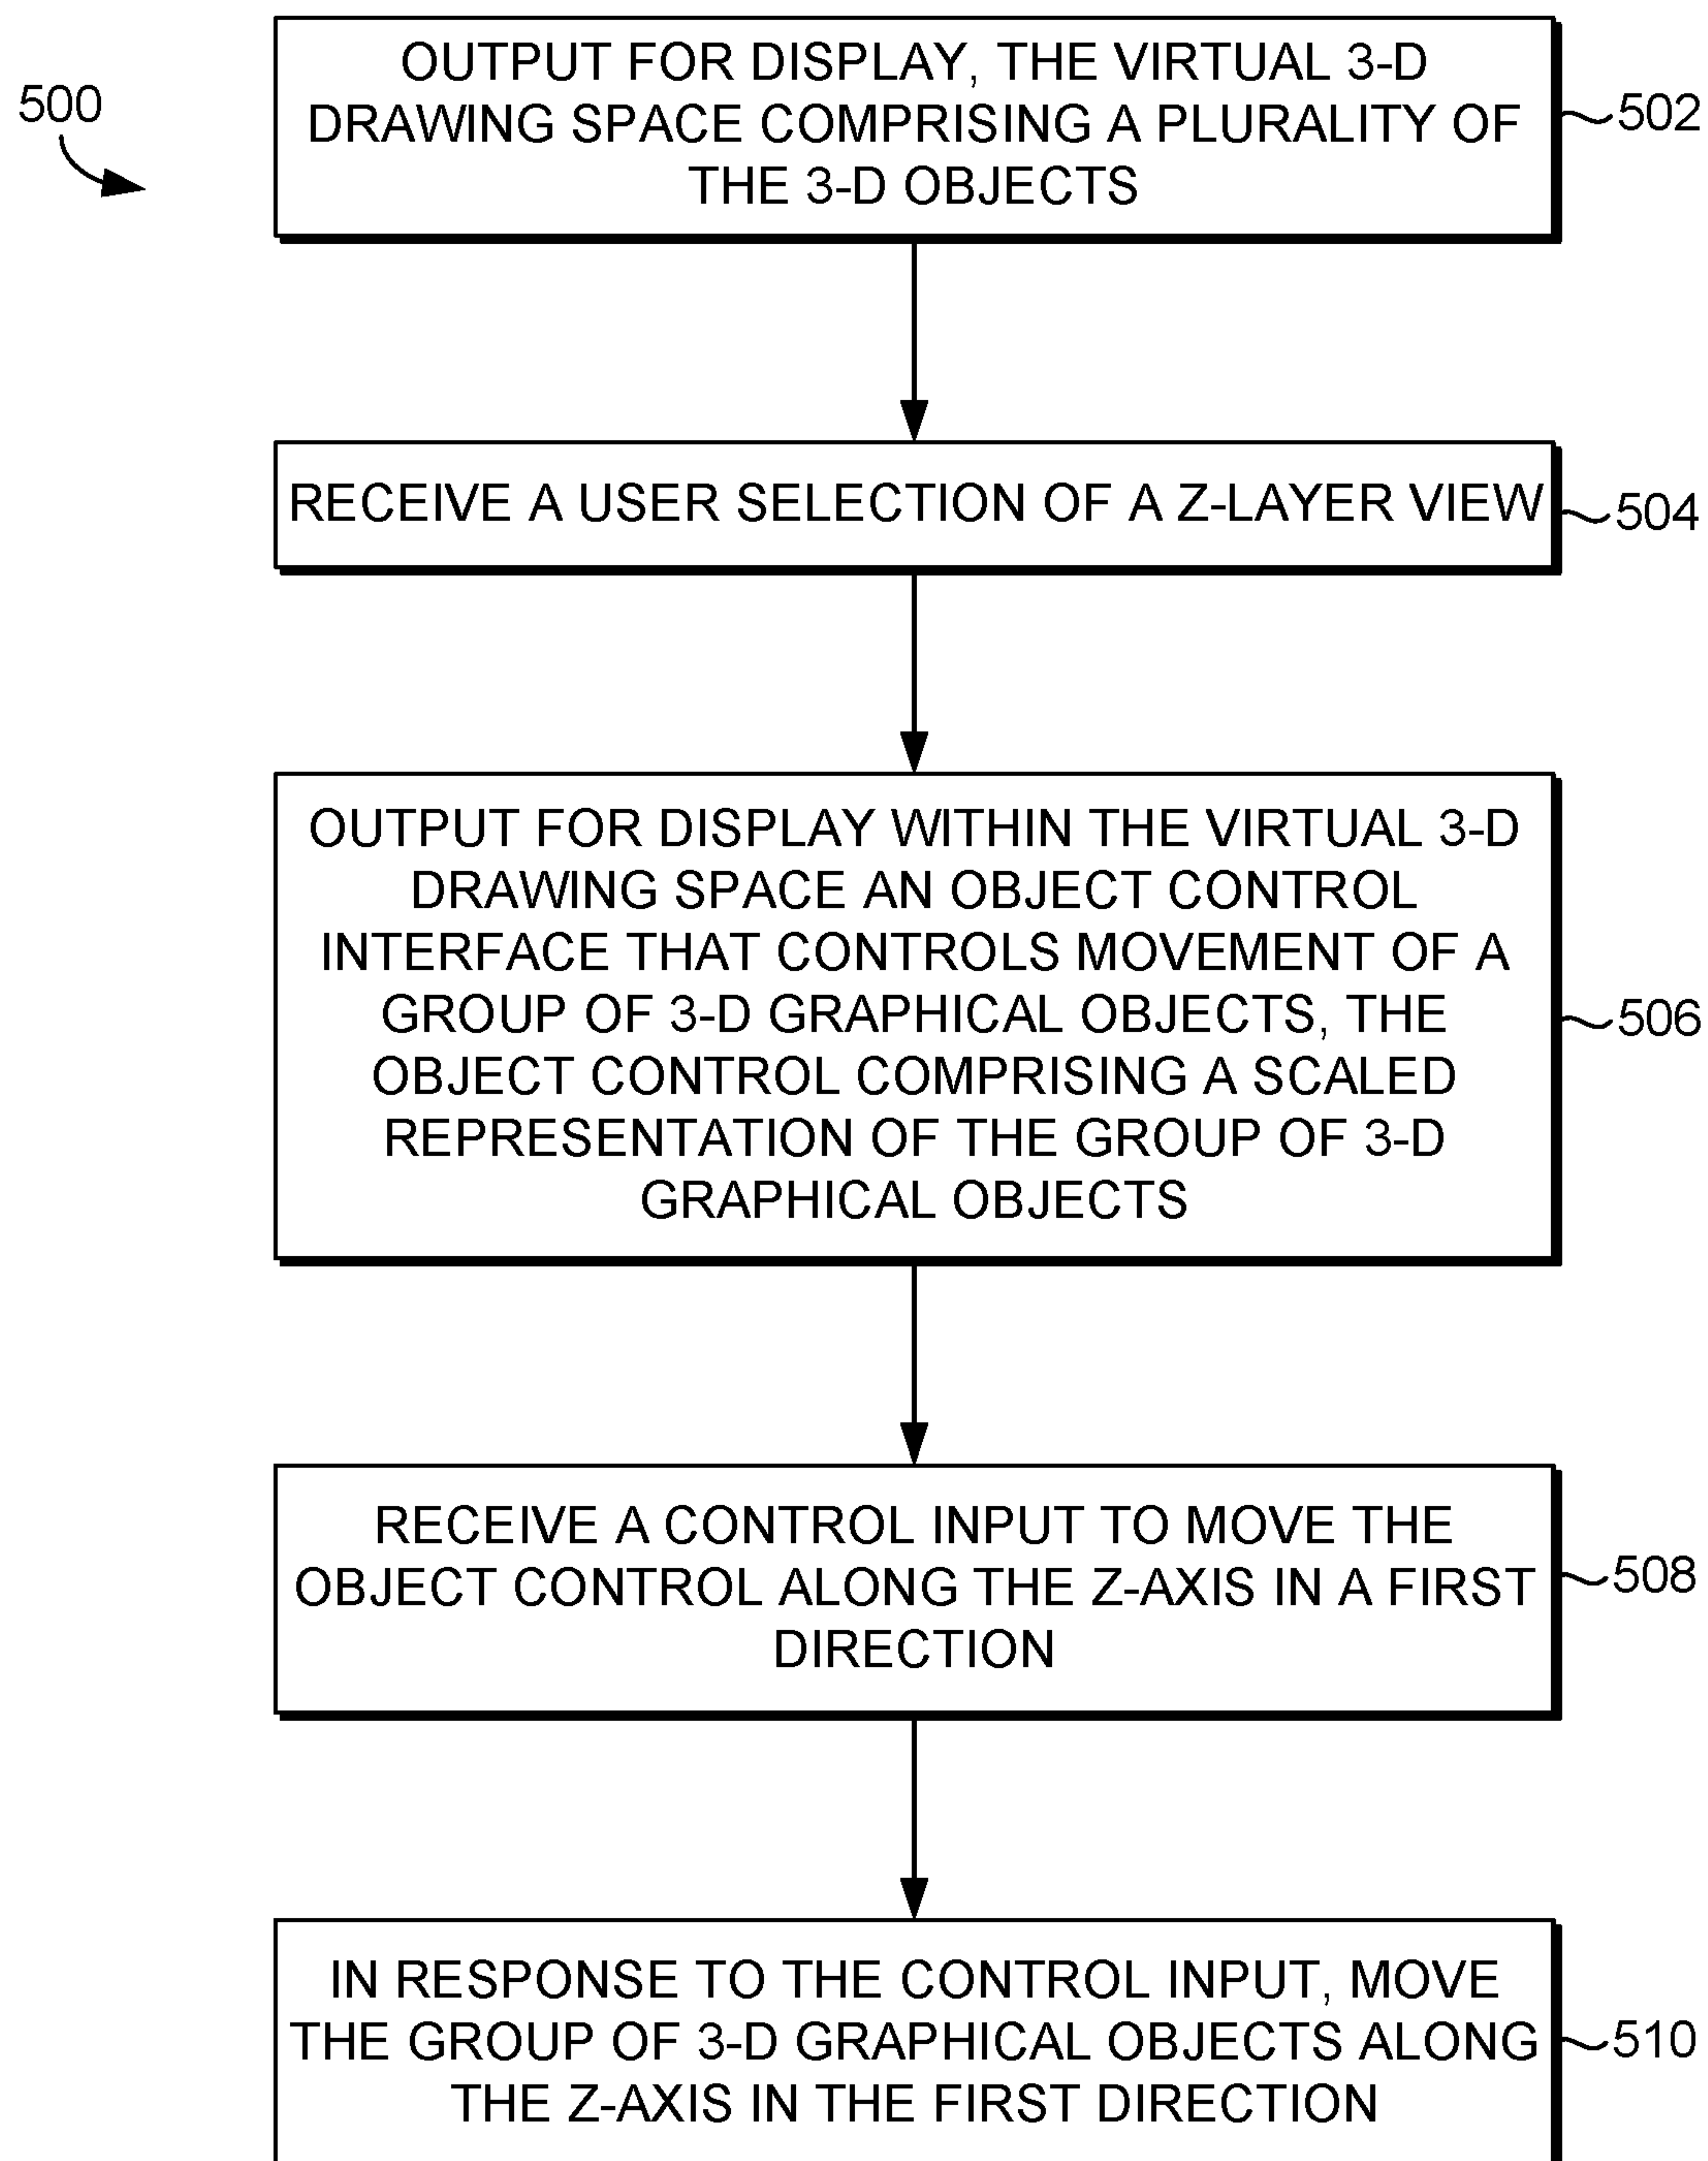 500
OUTPUT FOR DISPLAY, THE VIRTUAL 3-D
DRAWING SPACE COMPRISING A PLURALITY OF
THE 3-D OBJECTS
502
RECEIVE A USER SELECTION OF A Z-LAYER VIEW
504
OUTPUT FOR DISPLAY WITHIN THE VIRTUAL 3-D
DRAWING SPACE AN OBJECT CONTROL
INTERFACE THAT CONTROLS MOVEMENT OF A
GROUP OF 3-D GRAPHICAL OBJECTS, THE
OBJECT CONTROL COMPRISING A SCALED
REPRESENTATION OF THE GROUP OF 3-D
GRAPHICAL OBJECTS
506
RECEIVE A CONTROL INPUT TO MOVE THE
OBJECT CONTROL ALONG THE Z-AXIS IN A FIRST
DIRECTION
508
IN RESPONSE TO THE CONTROL INPUT, MOVE
THE GROUP OF 3-D GRAPHICAL OBJECTS ALONG
THE Z-AXIS IN THE FIRST DIRECTION
510